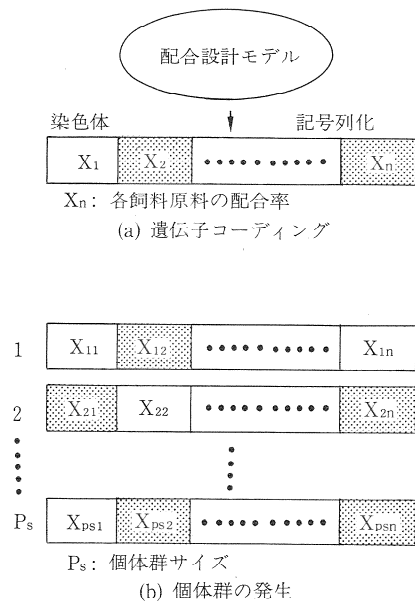 配合設計モデル
染色体 記号列化
X₁ X₂ •••••• •••••• Xₙ
Xₙ: 各飼料原料の配合率
(a) 遺伝子コーディング
1 X₁₁ X₁₂ •••••• •••••• X₁ₙ
2 X₂₁ X₂₂ •••••• •••••• X₂ₙ
Pₛ Xₚₛ₁ Xₚₛ₂ •••••• •••••• Xₚₛₙ
Pₛ: 個体群サイズ
(b) 個体群の発生